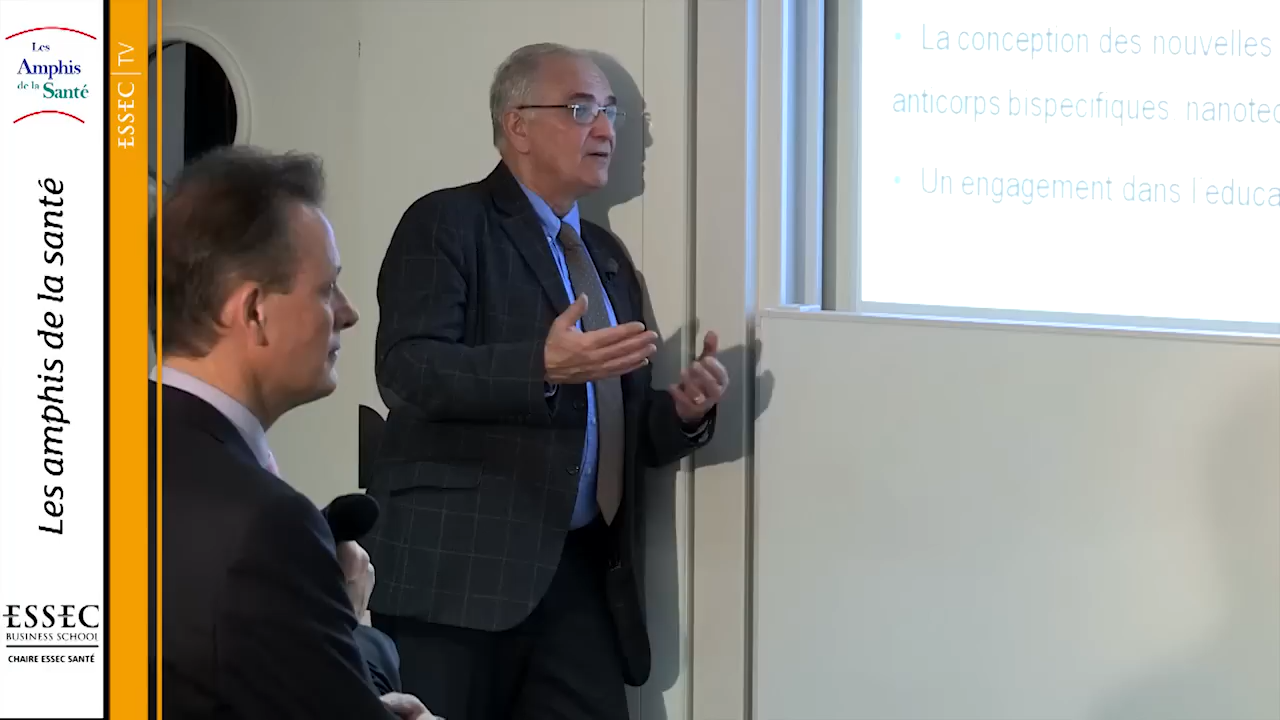 Les
Amphis
de la Santé
ESSEC | TV
Les amphis de la santé
ESSEC
BUSINESS SCHOOL
CHAIRE ESSEC SANTÉ
• La conception des nouvelles
anticorps bispecifiques nanotec
• Un engagement dans l'educa